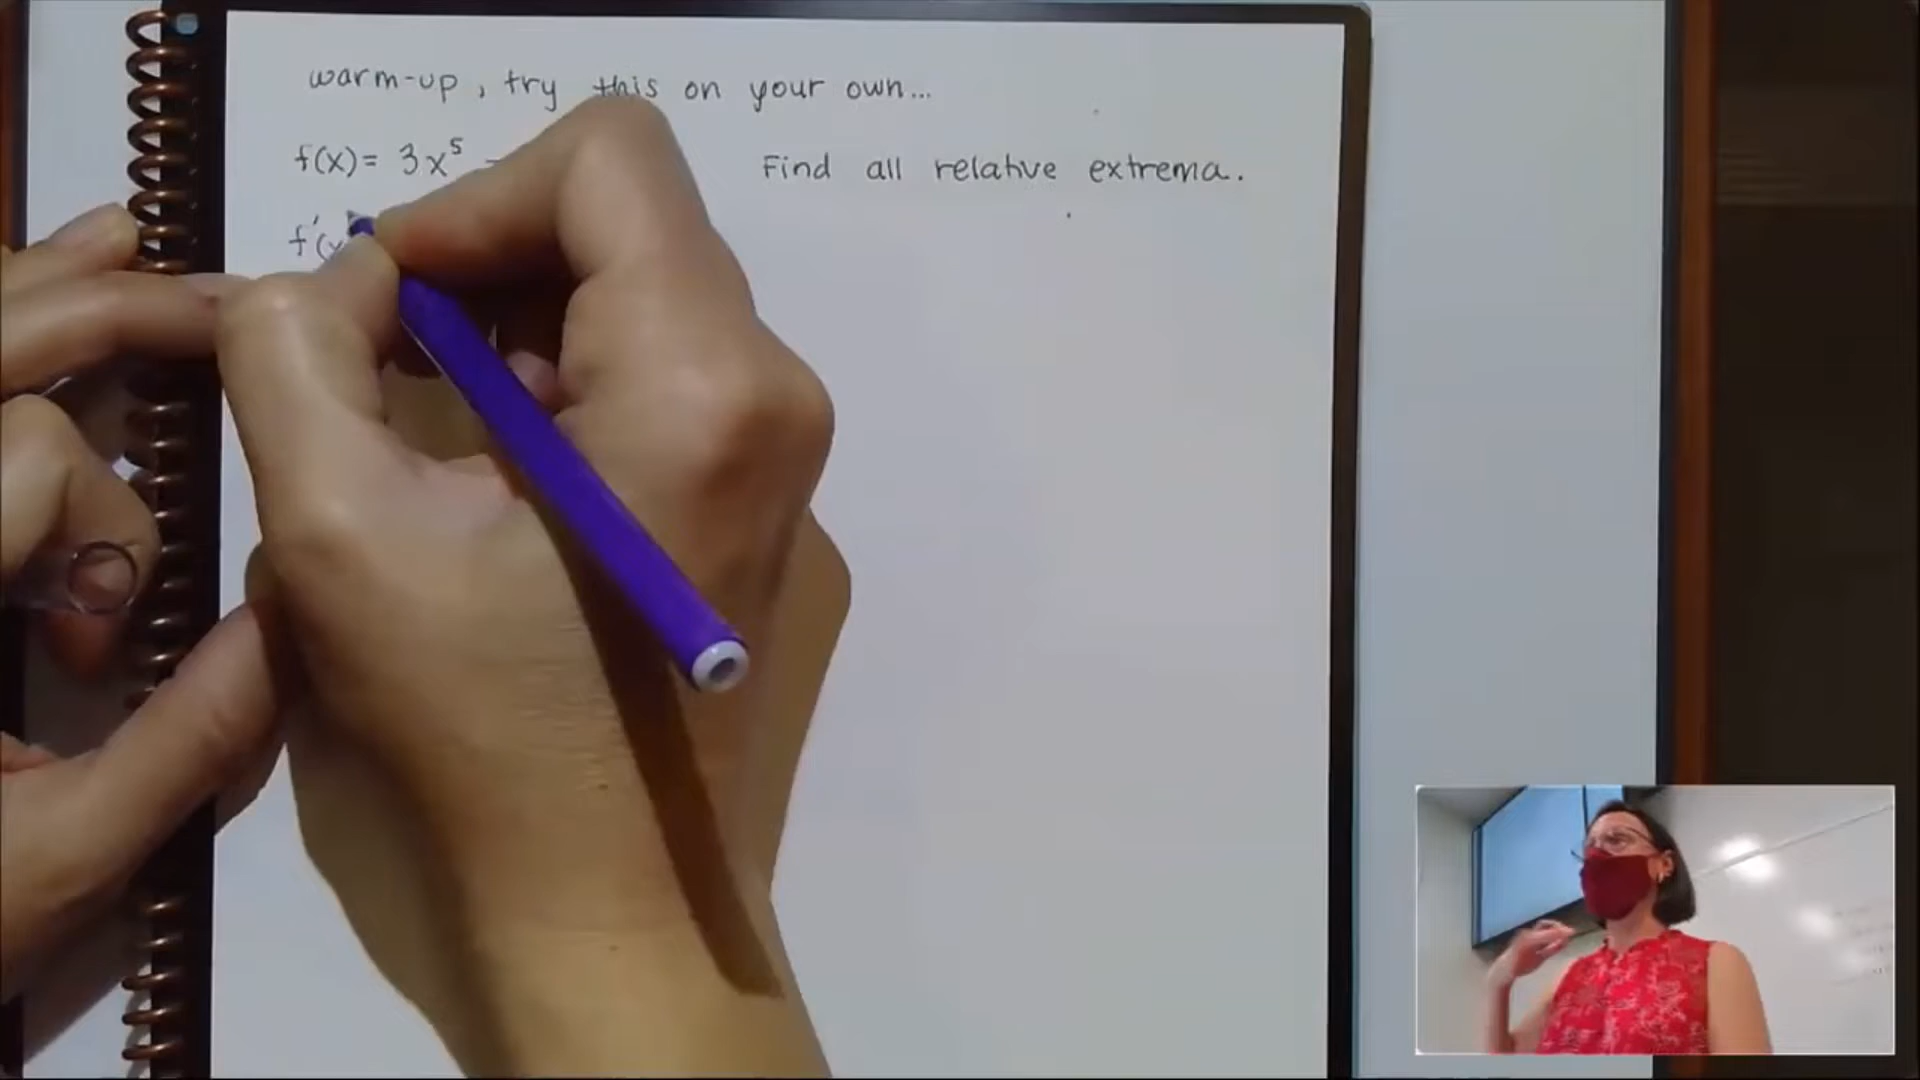 warm-up, try this on your own...
f(x) = 3x⁵ - Find all relative extrema.
f'(x